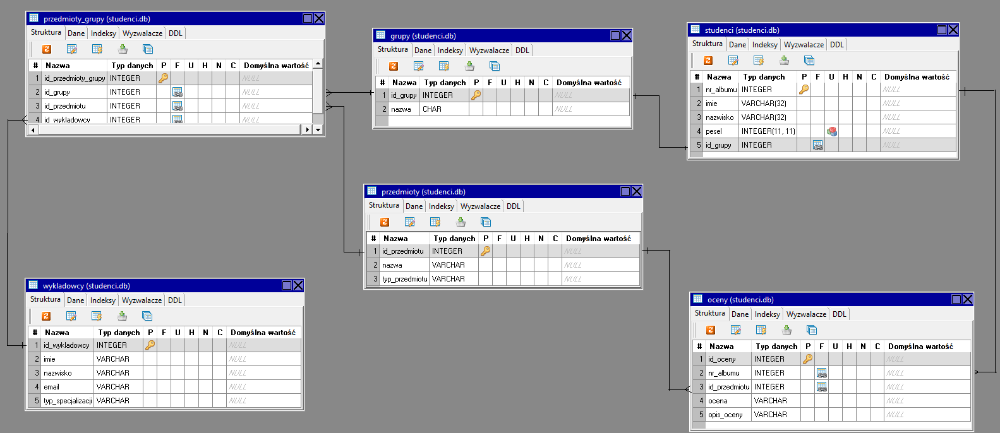 przedmioty_grupy (studenci.db)
Struktura Dane Indeksy Wyzwalacze DDL
# Nazwa Typ danych P F U H N C Domyślna wartość
1 id_przedmioty_grupy INTEGER NULL
2 id_grupy INTEGER NULL
3 id_przedmiotu INTEGER NULL
4 id_wykladowcy INTEGER NULL
grupy (studenci.db)
Struktura Dane Indeksy Wyzwalacze DDL
# Nazwa Typ danych P F U H N C Domyślna wartość
1 id_grupy INTEGER NULL
2 nazwa CHAR NULL
studenci (studenci.db)
Struktura Dane Indeksy Wyzwalacze DDL
# Nazwa Typ danych P F U H N C Domyślna wartość
1 nr_albumu INTEGER NULL
2 imie VARCHAR(32) NULL
3 nazwisko VARCHAR(32) NULL
4 pesel INTEGER(11, 11) NULL
5 id_grupy INTEGER NULL
przedmioty (studenci.db)
Struktura Dane Indeksy Wyzwalacze DDL
# Nazwa Typ danych P F U H N C Domyślna wartość
1 id_przedmiotu INTEGER NULL
2 nazwa VARCHAR NULL
3 typ_przedmiotu VARCHAR NULL
wykladowcy (studenci.db)
Struktura Dane Indeksy Wyzwalacze DDL
# Nazwa Typ danych P F U H N C Domyślna wartość
1 id_wykladowcy INTEGER NULL
2 imie VARCHAR NULL
3 nazwisko VARCHAR NULL
4 email VARCHAR NULL
5 typ_specjalizacji VARCHAR NULL
oceny (studenci.db)
Struktura Dane Indeksy Wyzwalacze DDL
# Nazwa Typ danych P F U H N C Domyślna wartość
1 id_oceny INTEGER NULL
2 nr_albumu INTEGER NULL
3 id_przedmiotu INTEGER NULL
4 ocena VARCHAR NULL
5 opis_oceny VARCHAR NULL